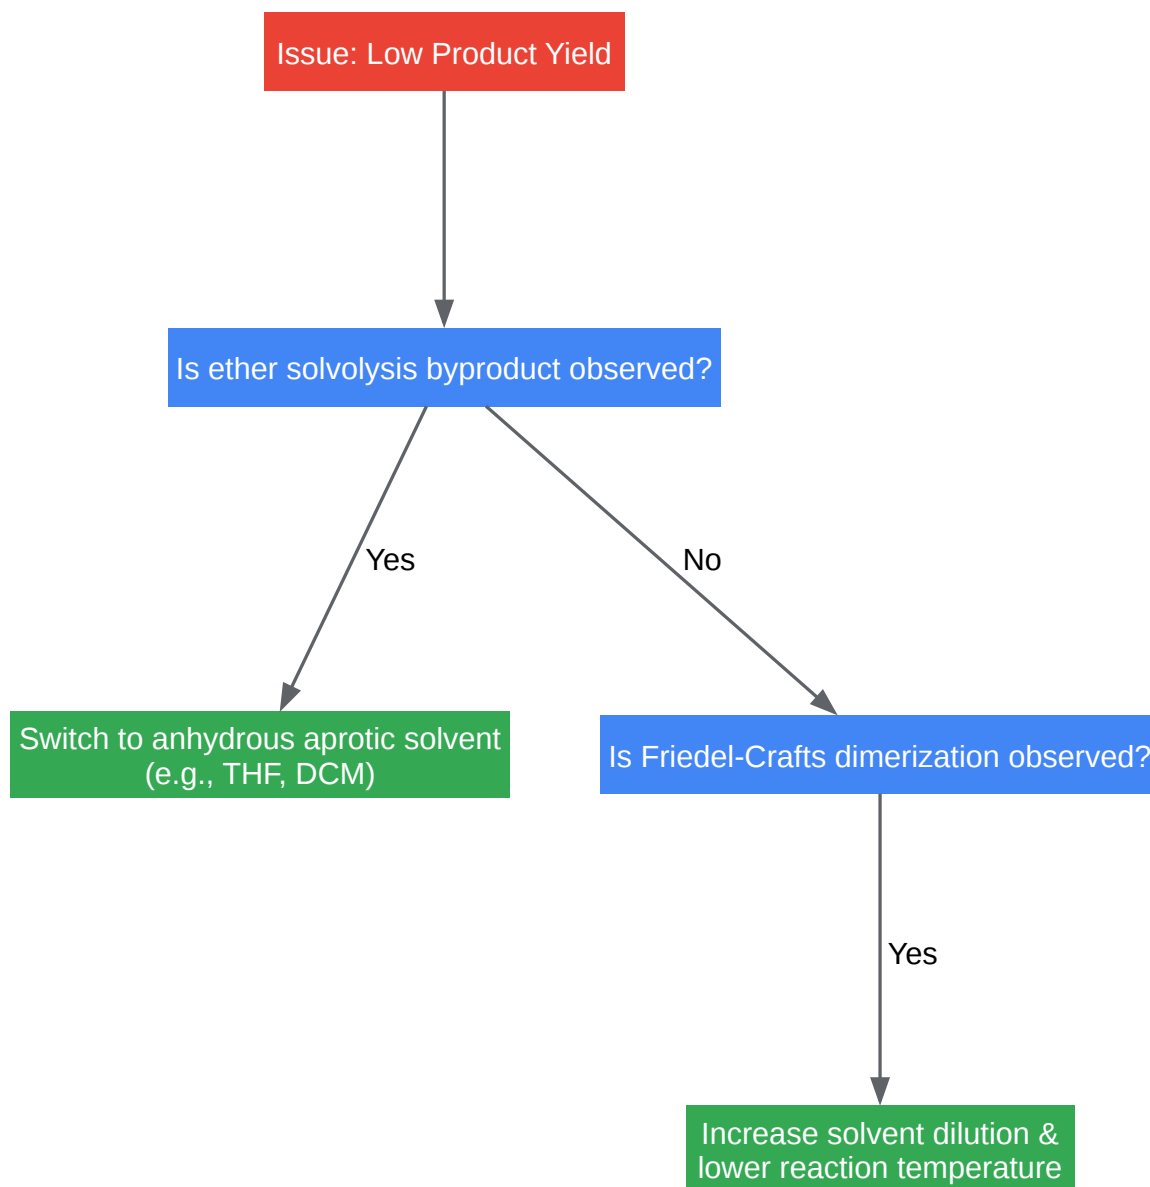 Issue: Low Product Yield
Is ether solvolysis byproduct observed?
Yes
No
Switch to anhydrous aprotic solvent
(e.g., THF, DCM)
Is Friedel-Crafts dimerization observed?
Yes
Increase solvent dilution &
lower reaction temperature